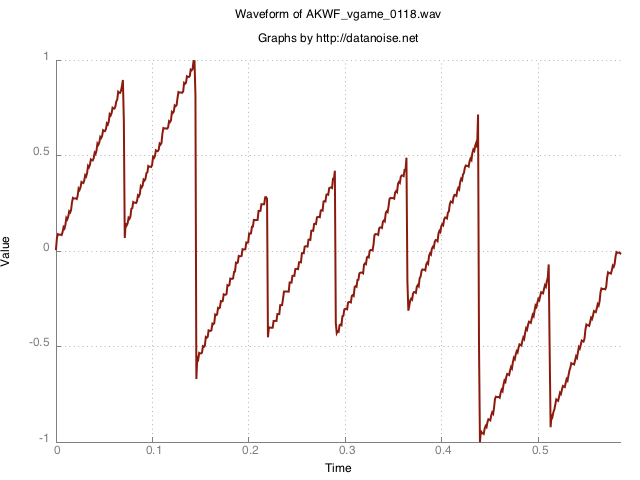 Waveform of AKWF_vgame_0118.wav
Graphs by http://datanoise.net
1
0.5
0
-0.5
-1
Value
0 0.1 0.2 0.3 0.4 0.5
Time